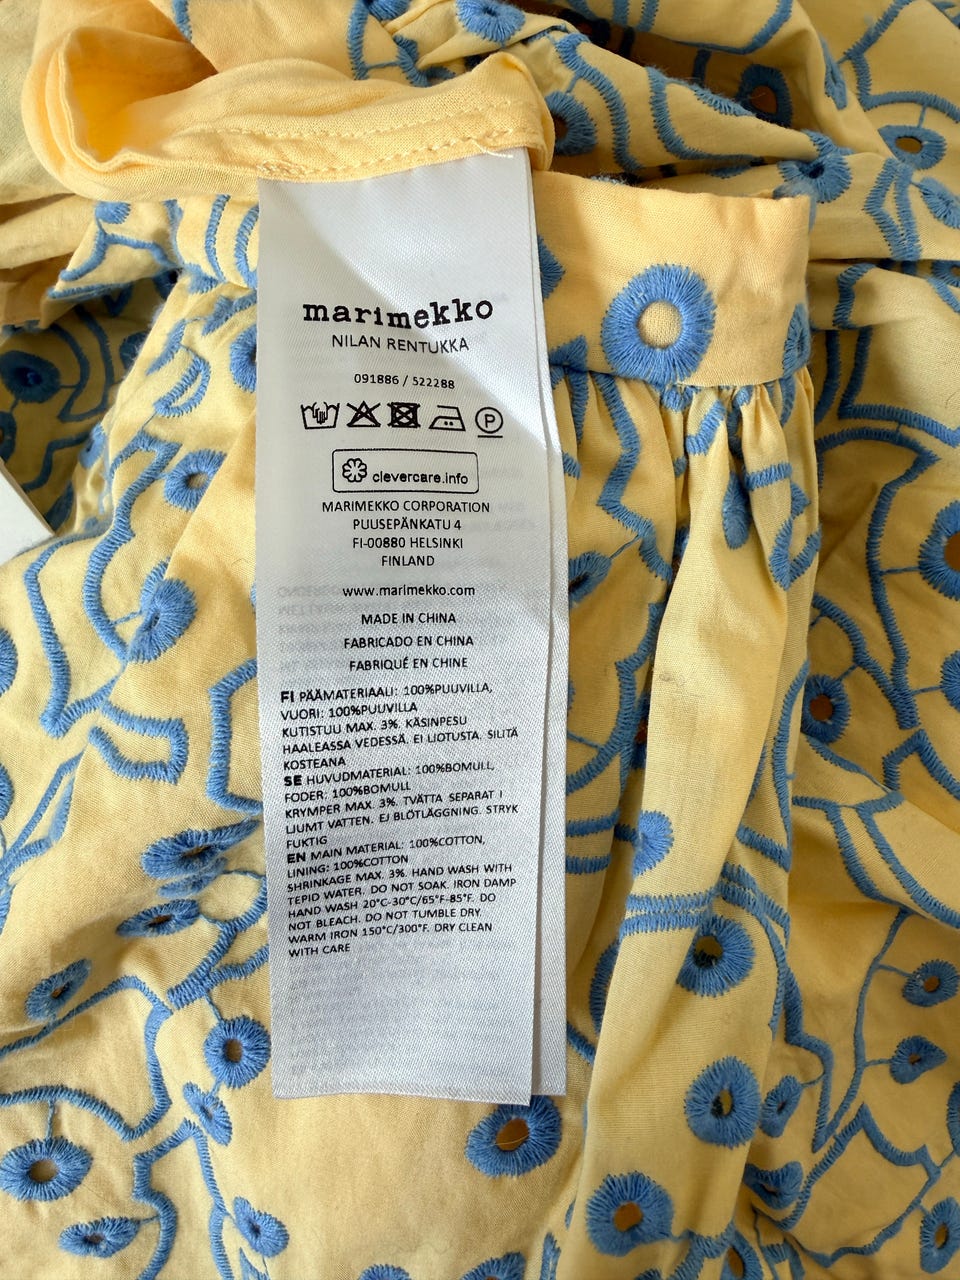 marimekko
NILAN RENTUKKA
091886 / 522288
P
clevercare.info
MARIMEKKO CORPORATION
PUUSEPÄNKATU 4
FI-00880 HELSINKI
FINLAND
www.marimekko.com
MADE IN CHINA
FABRICADO EN CHINA
FABRIQUÉ EN CHINE
FI PÄÄMATERIAALI: 100%PUUVILLA,
VUORI: 100%PUUVILLA
KUTISTUU MAX. 3%. KÄSINPESU
HAALEASSA VEDESSÄ. EI LIOTUSTA. SILITÄ
KOSTEANA
SE HUVUDMATERIAL: 100%BOMULL,
FODER: 100%BOMULL
KRYMPER MAX. 3%. TVÄTTA SEPARAT I
LJUMT VATTEN. EJ BLÖTLÄGGNING. STRYK
FUKTIG
EN MAIN MATERIAL: 100%COTTON,
LINING: 100%COTTON
SHRINKAGE MAX. 3%. HAND WASH WITH
TEPID WATER. DO NOT SOAK. IRON DAMP
HAND WASH 20°C-30°C/65°F-85°F. DO
NOT BLEACH. DO NOT TUMBLE DRY.
WARM IRON 150°C/300°F. DRY CLEAN
WITH CARE